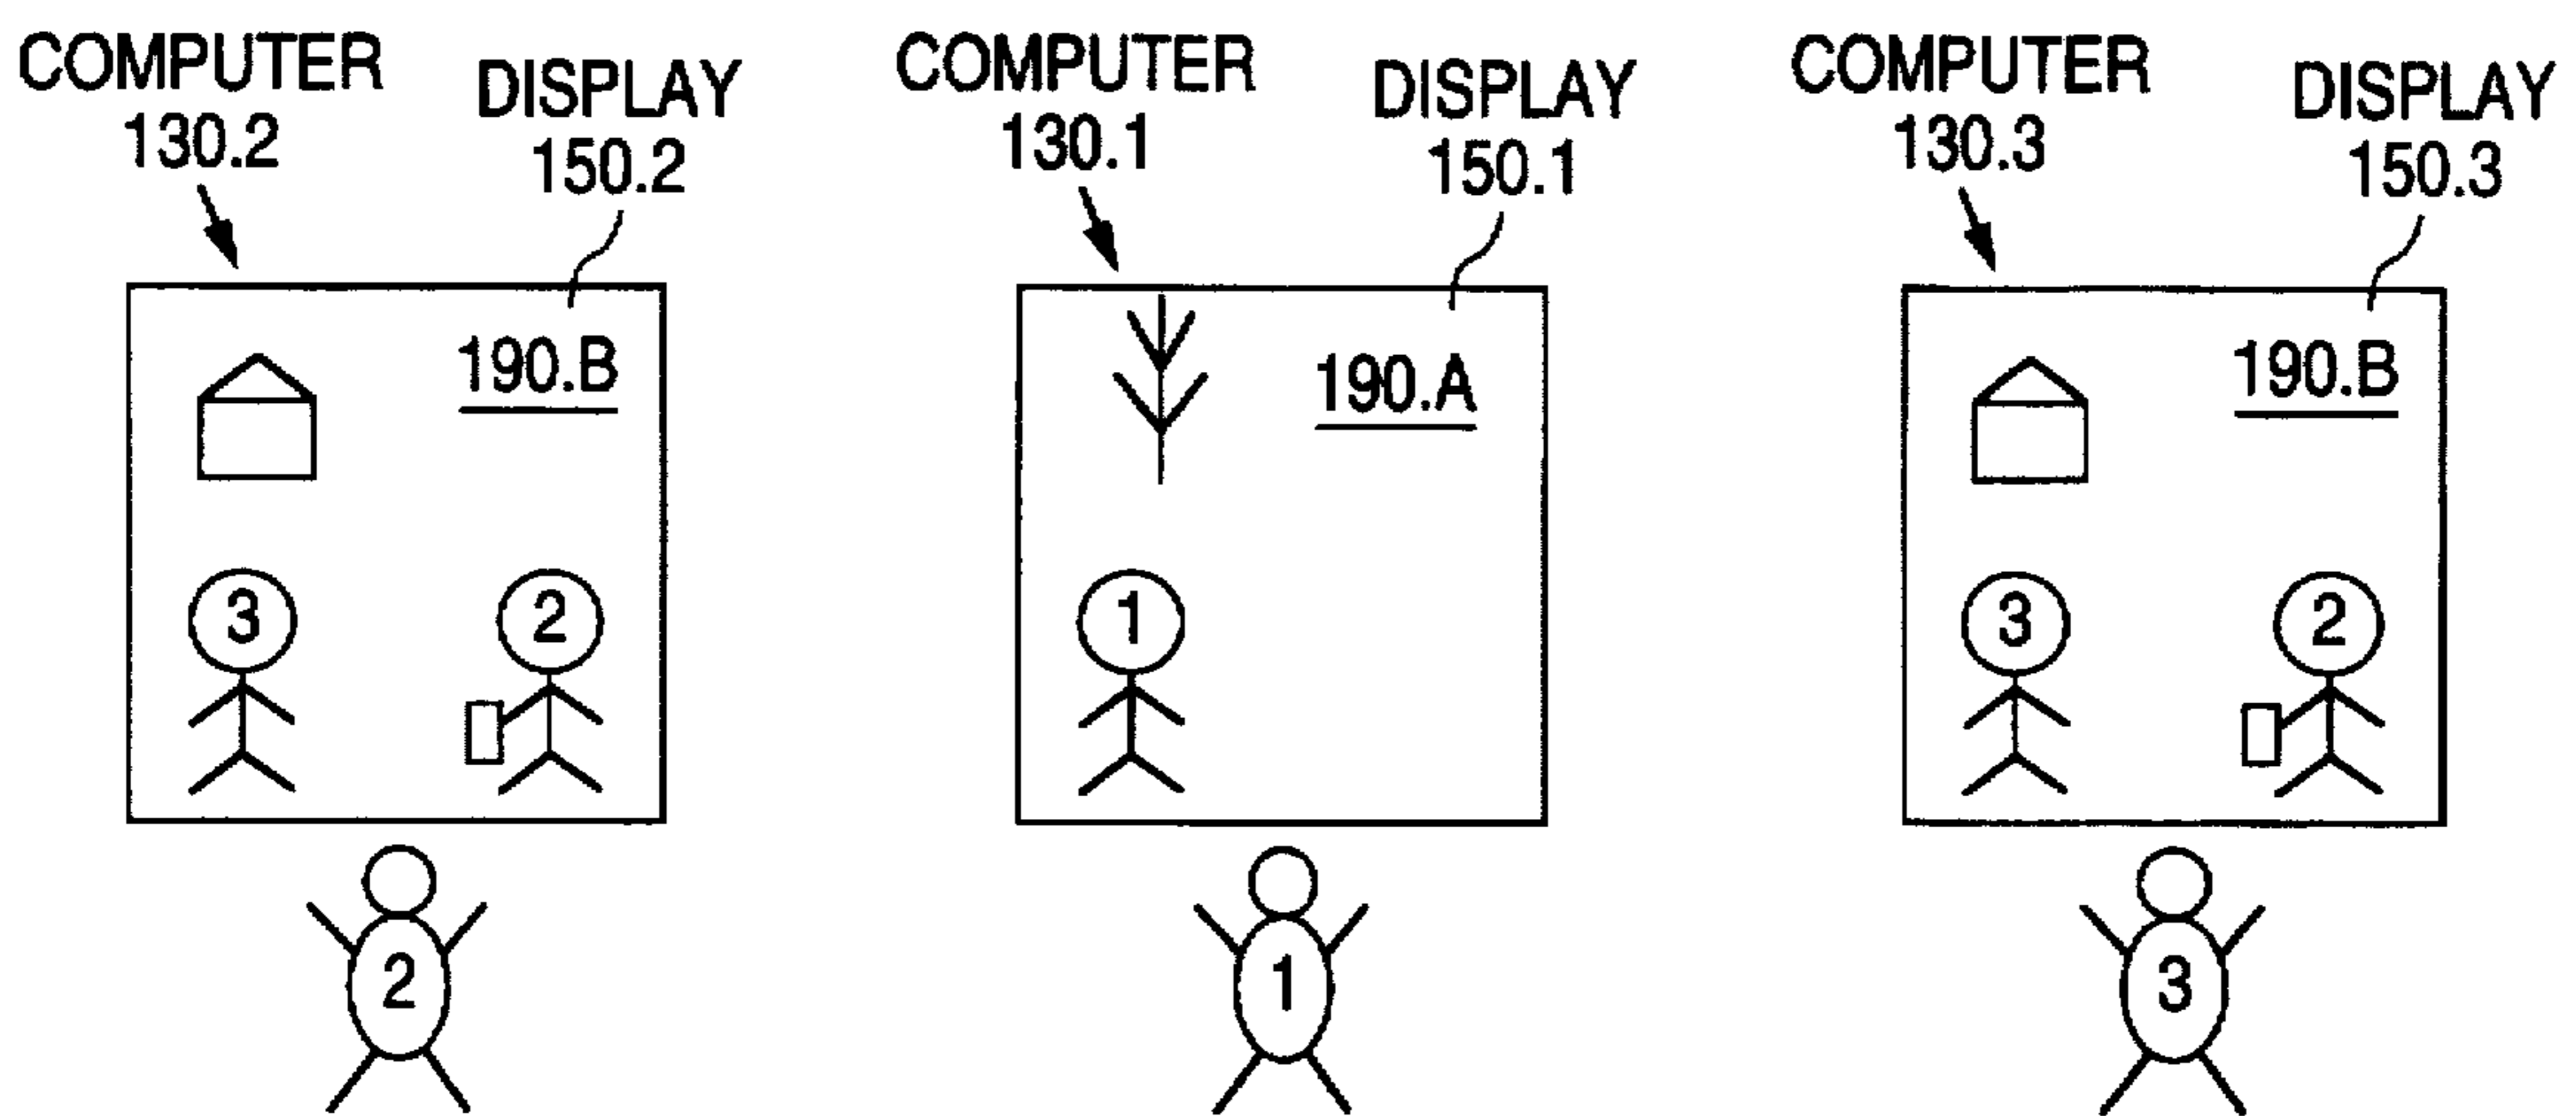 COMPUTER
130.2
DISPLAY
150.2
190.B
3
2
2
COMPUTER
130.1
DISPLAY
150.1
190.A
1
1
COMPUTER
130.3
DISPLAY
150.3
190.B
3
2
3